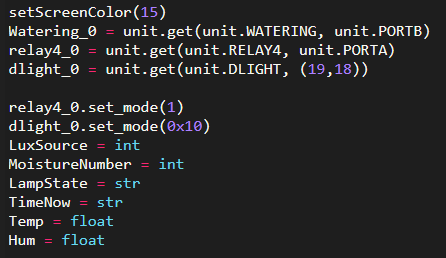 setScreenColor(15)
Watering_0 = unit.get(unit.WATERING, unit.PORTB)
relay4_0 = unit.get(unit.RELAY4, unit.PORTA)
dlight_0 = unit.get(unit.DLIGHT, (19,18))

relay4_0.set_mode(1)
dlight_0.set_mode(0x10)
LuxSource = int
MoistureNumber = int
LampState = str
TimeNow = str
Temp = float
Hum = float